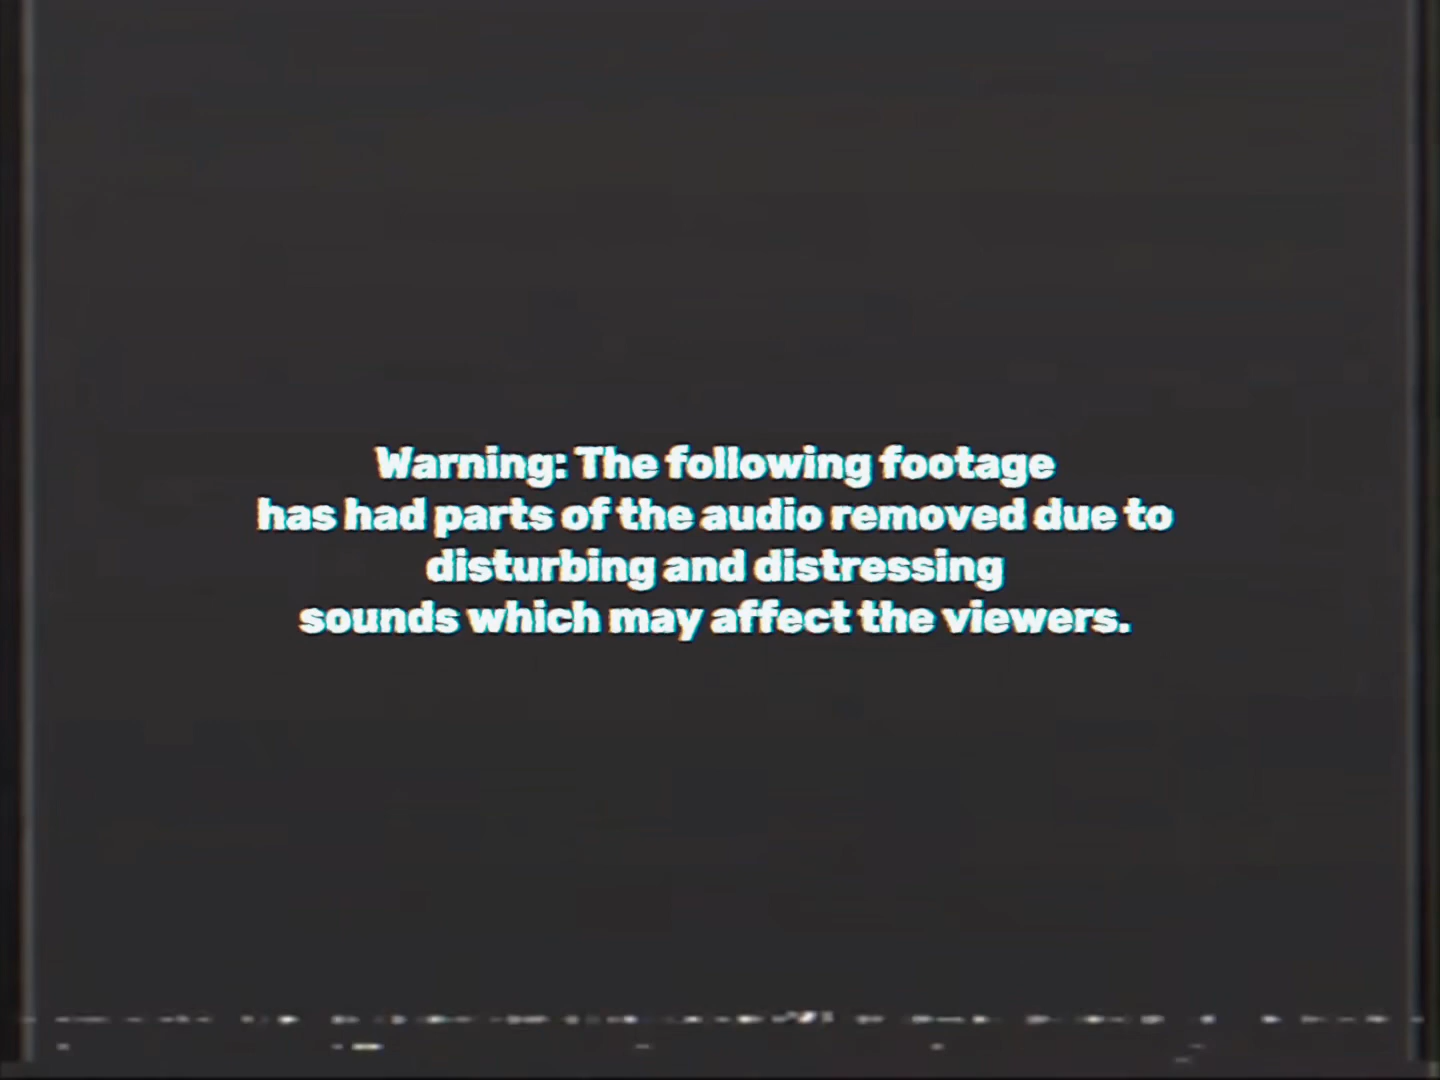 Warning: The following footage
has had parts of the audio removed due to
disturbing and distressing
sounds which may affect the viewers.